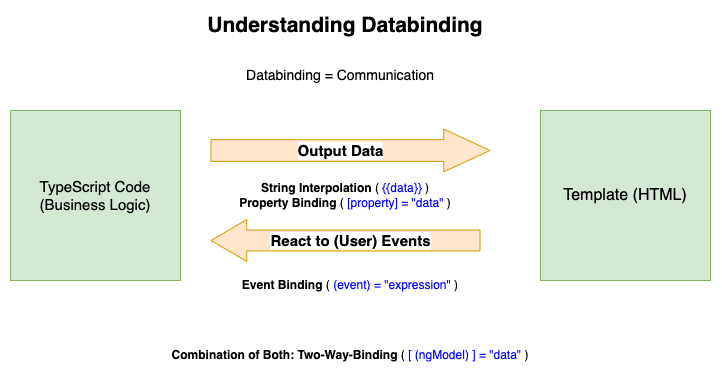 Understanding Databinding
Databinding = Communication
TypeScript Code
(Business Logic)
Output Data
String Interpolation ( {{data}} )
Property Binding ( [property] = "data" )
React to (User) Events
Event Binding ( (event) = "expression" )
Template (HTML)
Combination of Both: Two-Way-Binding ( [ (ngModel) ] = "data" )